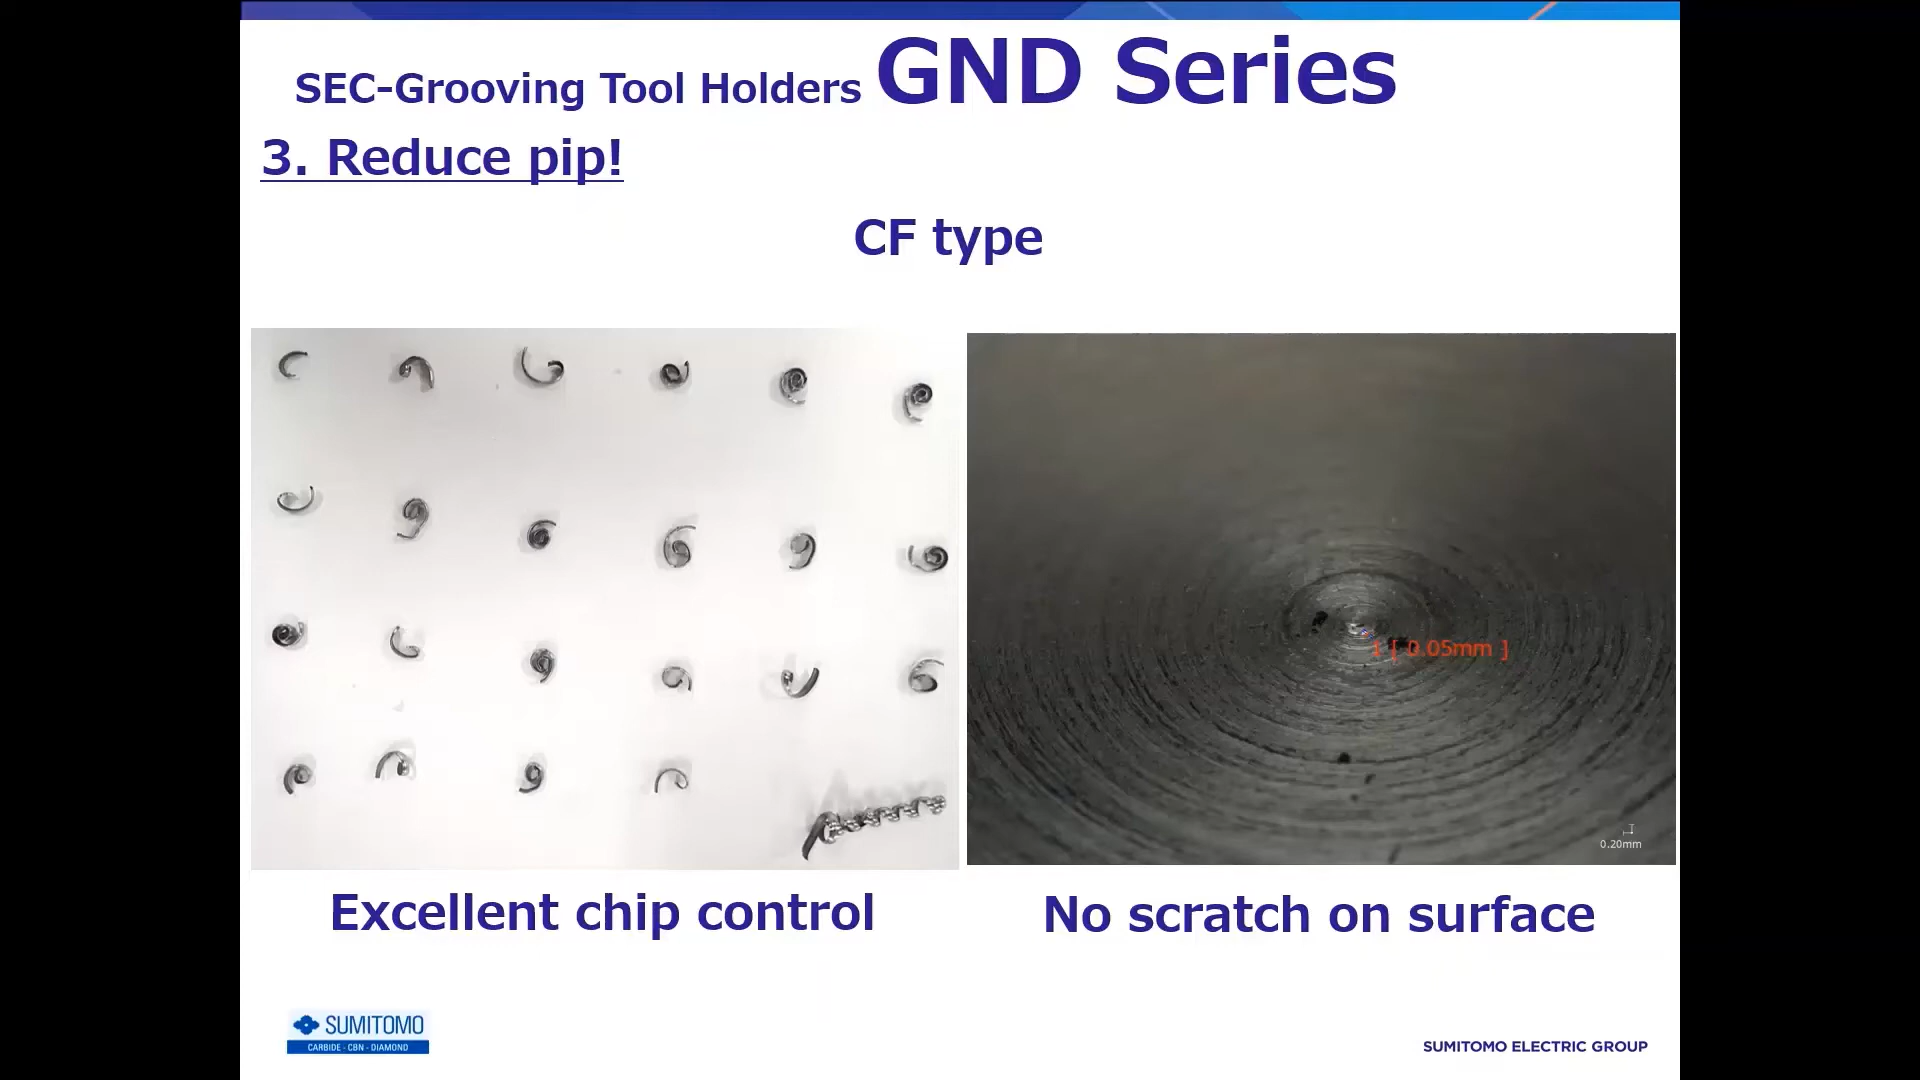 SEC-Grooving Tool Holders GND Series
3. Reduce pip!
CF type
1 [ 0.05mm ]
0.20mm
Excellent chip control
No scratch on surface
SUMITOMO
CARBIDE - CBN - DIAMOND
SUMITOMO ELECTRIC GROUP